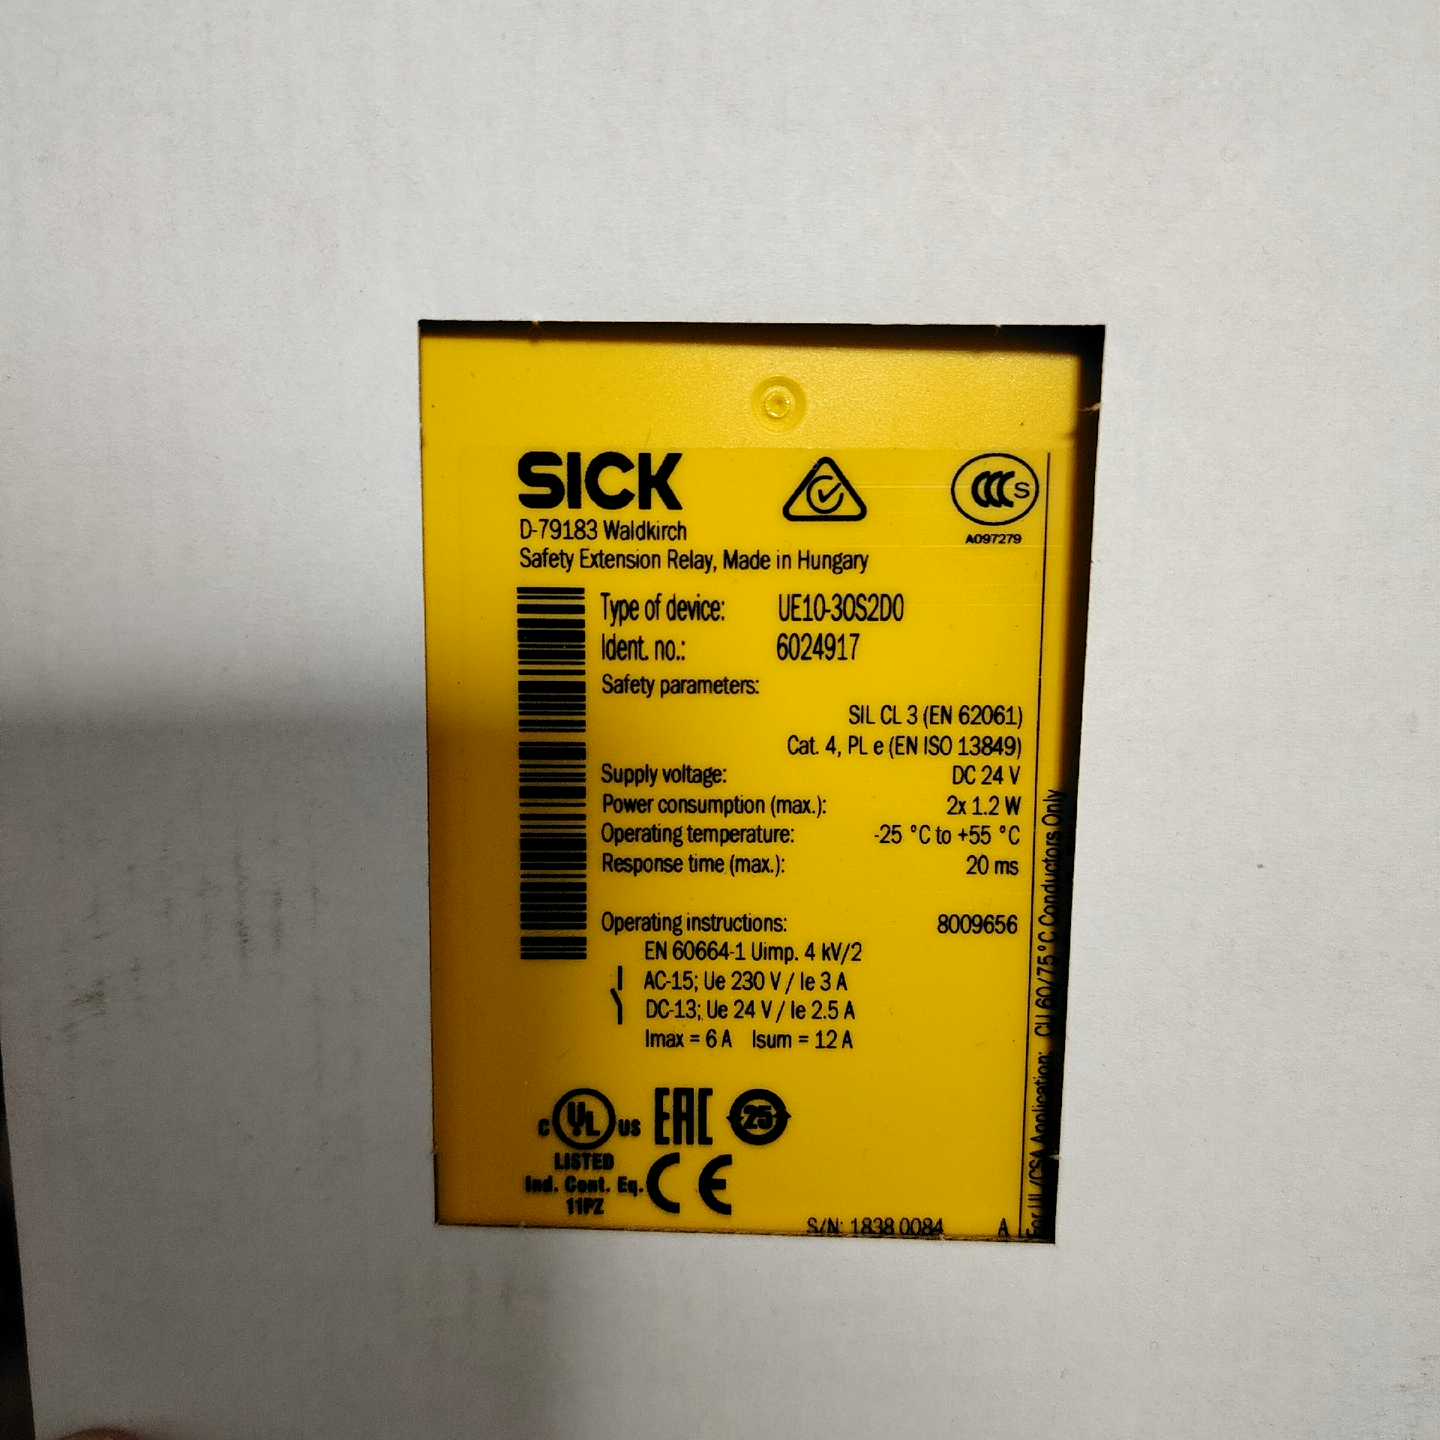 SICK
CCC S
D-79183 Waldkirch
A097279
Safety Extension Relay, Made in Hungary
Type of device: UE10-30S2D0
Ident. no.: 6024917
Safety parameters:
SIL CL 3 (EN 62061)
Cat. 4, PL e (EN ISO 13849)
Supply voltage: DC 24 V
Power consumption (max.): 2x 1.2 W
Operating temperature: -25 °C to +55 °C
Response time (max.): 20 ms
Operating instructions: 8009656
EN 60664-1 Uimp. 4 kV/2
AC-15; Ue 230 V / Ie 3 A
DC-13; Ue 24 V / Ie 2.5 A
Imax = 6 A Isum = 12 A
C UL US EAC 25
LISTED
Ind. Cont. Eq. CE
11PZ
S/N: 1838 0084 A
For UL/CSA Application: CU 60/75°C Conductors Only